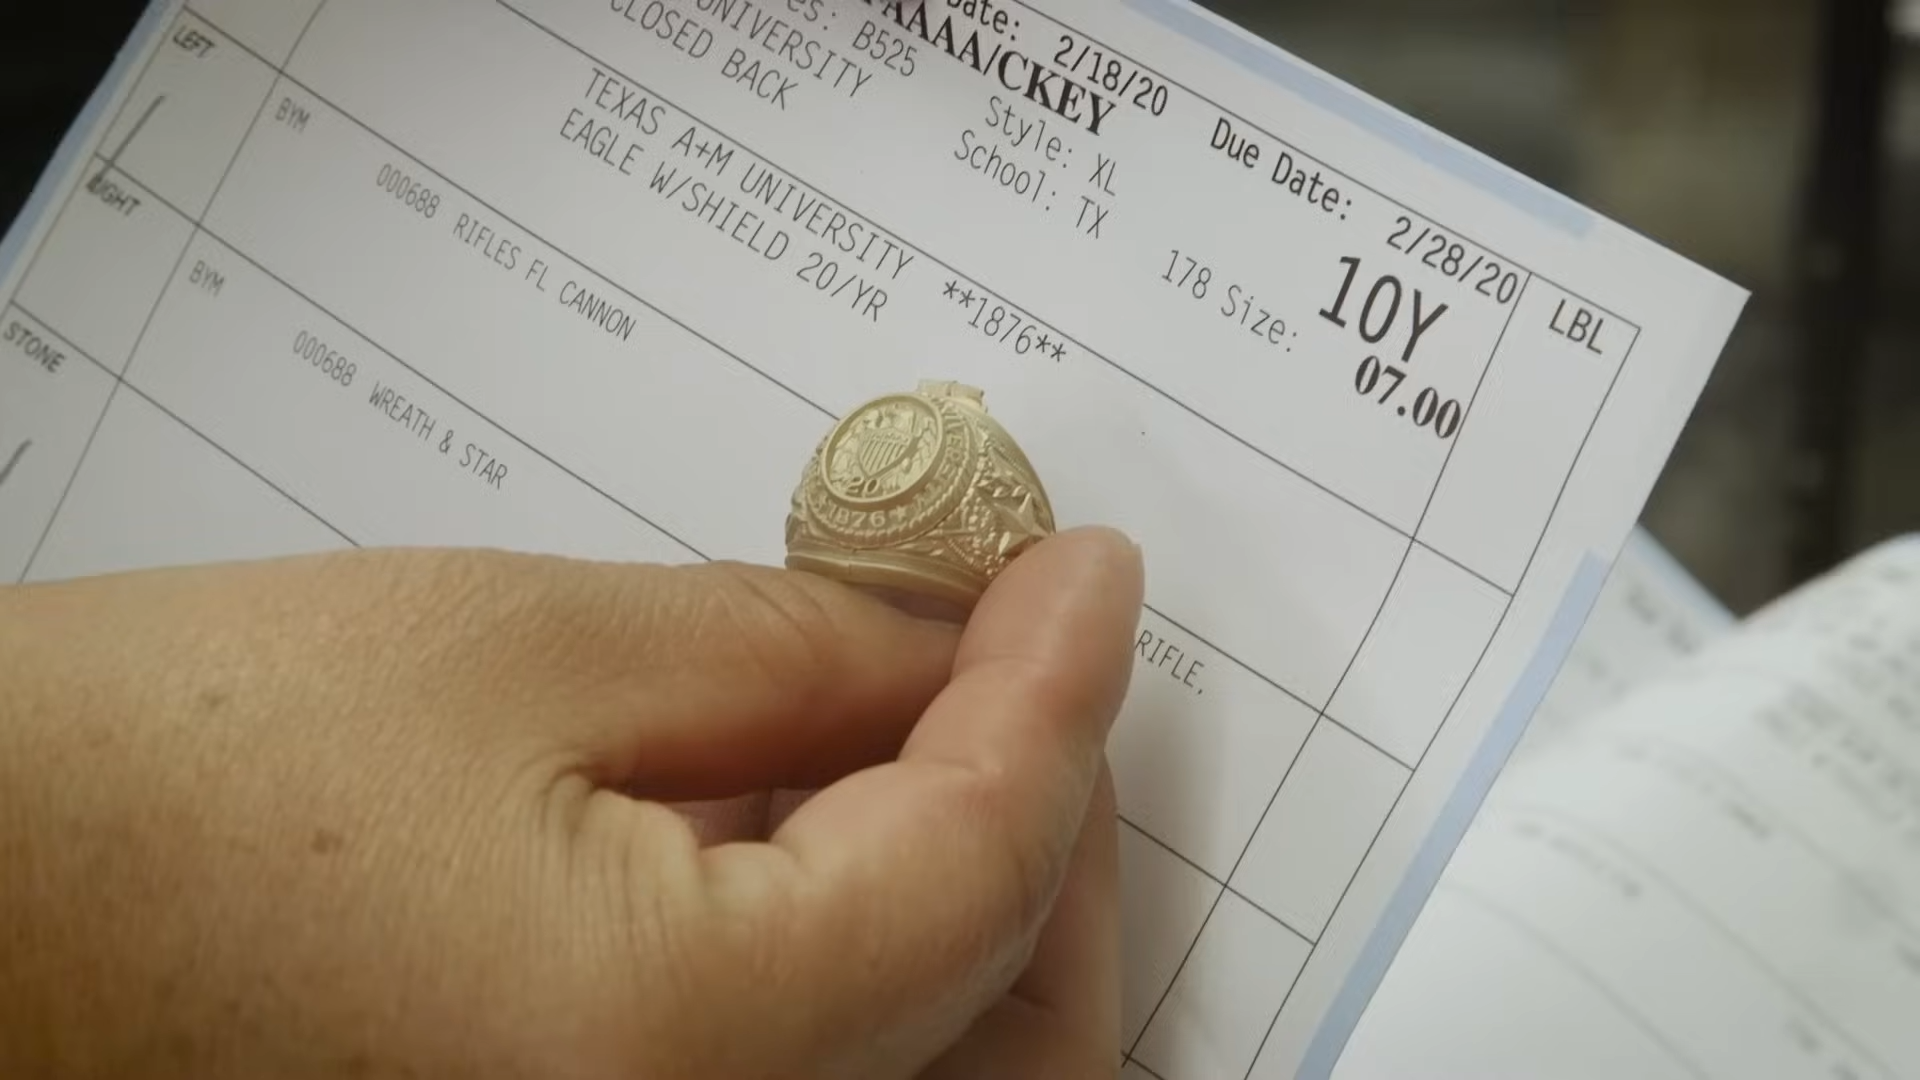 Date: 2/18/20 Due Date: 2/28/20 LBL
AAAA/CKEY
es: B525 Style: XL 178 Size: 10Y
UNIVERSITY School: TX 07.00
CLOSED BACK
TEXAS A+M UNIVERSITY **1876**
EAGLE W/SHIELD 20/YR
LEFT BYM 000688 RIFLES FL CANNON
RIGHT BYM 000688 WREATH & STAR
RIFLE,
STONE
20
1876